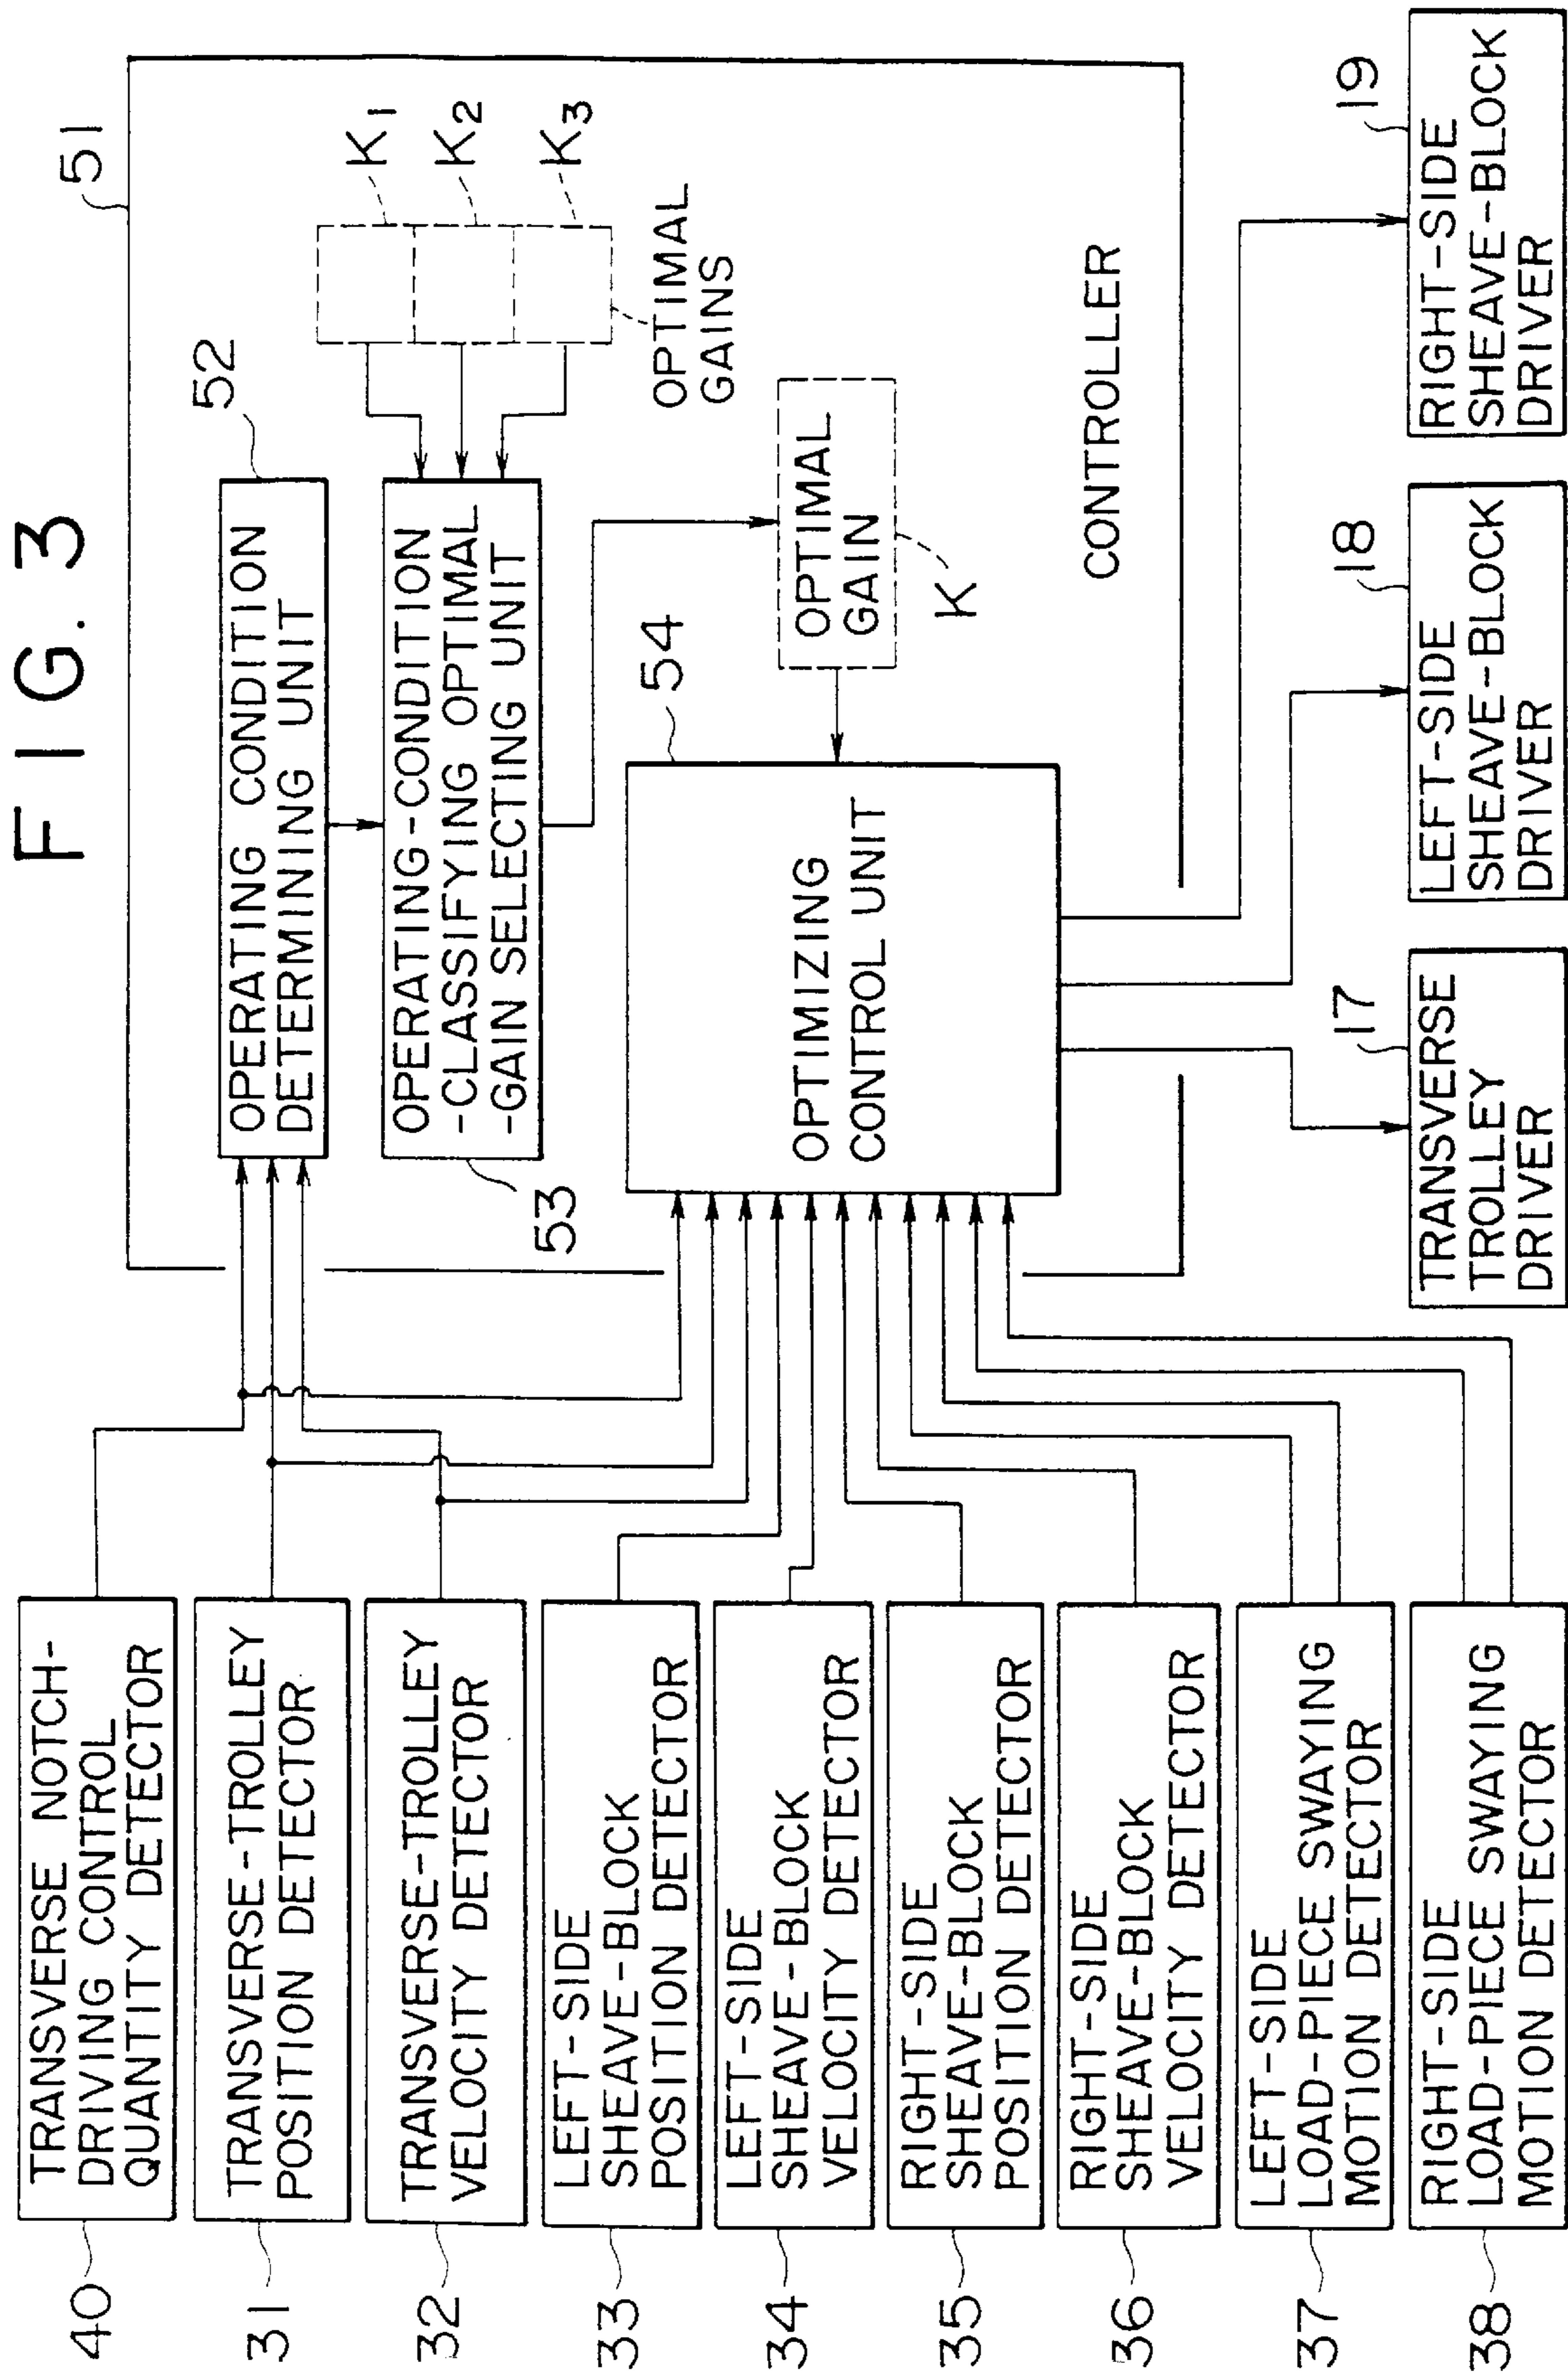 FIG. 3
40
TRANSVERSE NOTCH-
DRIVING CONTROL
QUANTITY DETECTOR
31
TRANSVERSE-TROLLEY
POSITION DETECTOR
32
TRANSVERSE-TROLLEY
VELOCITY DETECTOR
33
LEFT-SIDE
SHEAVE-BLOCK
POSITION DETECTOR
34
LEFT-SIDE
SHEAVE-BLOCK
VELOCITY DETECTOR
35
RIGHT-SIDE
SHEAVE-BLOCK
POSITION DETECTOR
36
RIGHT-SIDE
SHEAVE-BLOCK
VELOCITY DETECTOR
37
LEFT-SIDE
LOAD-PIECE SWAYING
MOTION DETECTOR
38
RIGHT-SIDE
LOAD-PIECE SWAYING
MOTION DETECTOR
51
52
OPERATING CONDITION
DETERMINING UNIT
53
OPERATING-CONDITION
-CLASSIFYING OPTIMAL
-GAIN SELECTING UNIT
K1
K2
K3
OPTIMAL
GAINS
54
OPTIMIZING
CONTROL UNIT
OPTIMAL
GAIN
K
CONTROLLER
17
TRANSVERSE
TROLLEY
DRIVER
18
LEFT-SIDE
SHEAVE-BLOCK
DRIVER
19
RIGHT-SIDE
SHEAVE-BLOCK
DRIVER